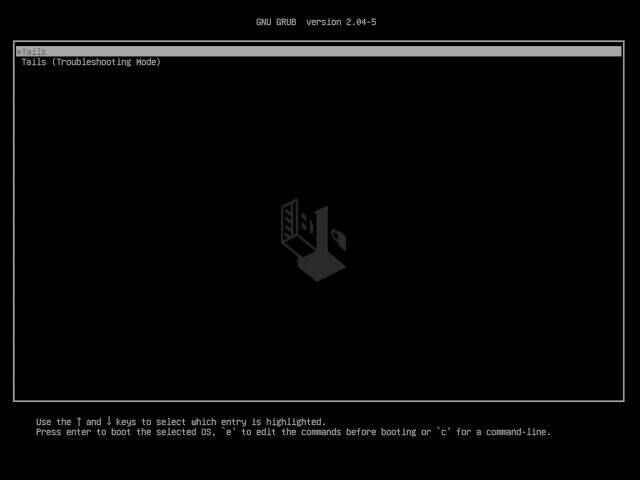 GNU GRUB  version 2.04-5
*Tails
Tails (Troubleshooting Mode)
Use the ↑ and ↓ keys to select which entry is highlighted.
Press enter to boot the selected OS, `e' to edit the commands before booting or `c' for a command-line.